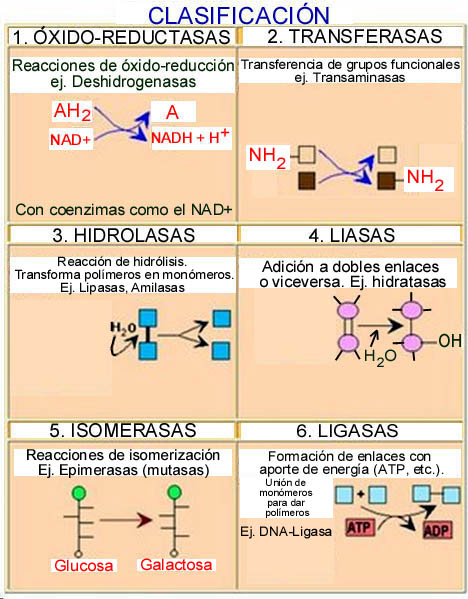 CLASIFICACIÓN
1. ÓXIDO-REDUCTASAS
Reacciones de óxido-reducción
ej. Deshidrogenasas
AH2
A
NAD+
NADH + H+
Con coenzimas como el NAD+
2. TRANSFERASAS
Transferencia de grupos funcionales
ej. Transaminasas
NH2
NH2
3. HIDROLASAS
Reacción de hidrólisis.
Transforma polímeros en monómeros.
Ej. Lipasas, Amilasas
H2O
4. LIASAS
Adición a dobles enlaces
o viceversa. Ej. hidratasas
OH
H2O
5. ISOMERASAS
Reacciones de isomerización
Ej. Epimerasas (mutasas)
Glucosa
Galactosa
6. LIGASAS
Formación de enlaces con
aporte de energía (ATP, etc.).
Unión de
monómeros
para dar
polímeros
+
Ej. DNA-Ligasa
ATP
ADP